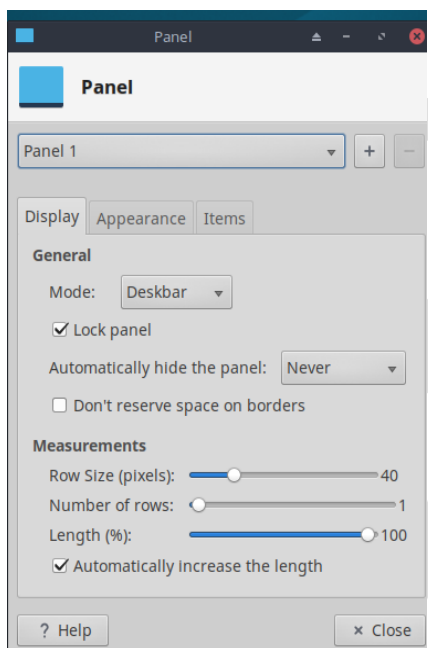 Panel
Panel
Panel 1
Display Appearance Items
General
Mode: Deskbar
Lock panel
Automatically hide the panel: Never
Don't reserve space on borders
Measurements
Row Size (pixels): 40
Number of rows: 1
Length (%): 100
Automatically increase the length
? Help × Close